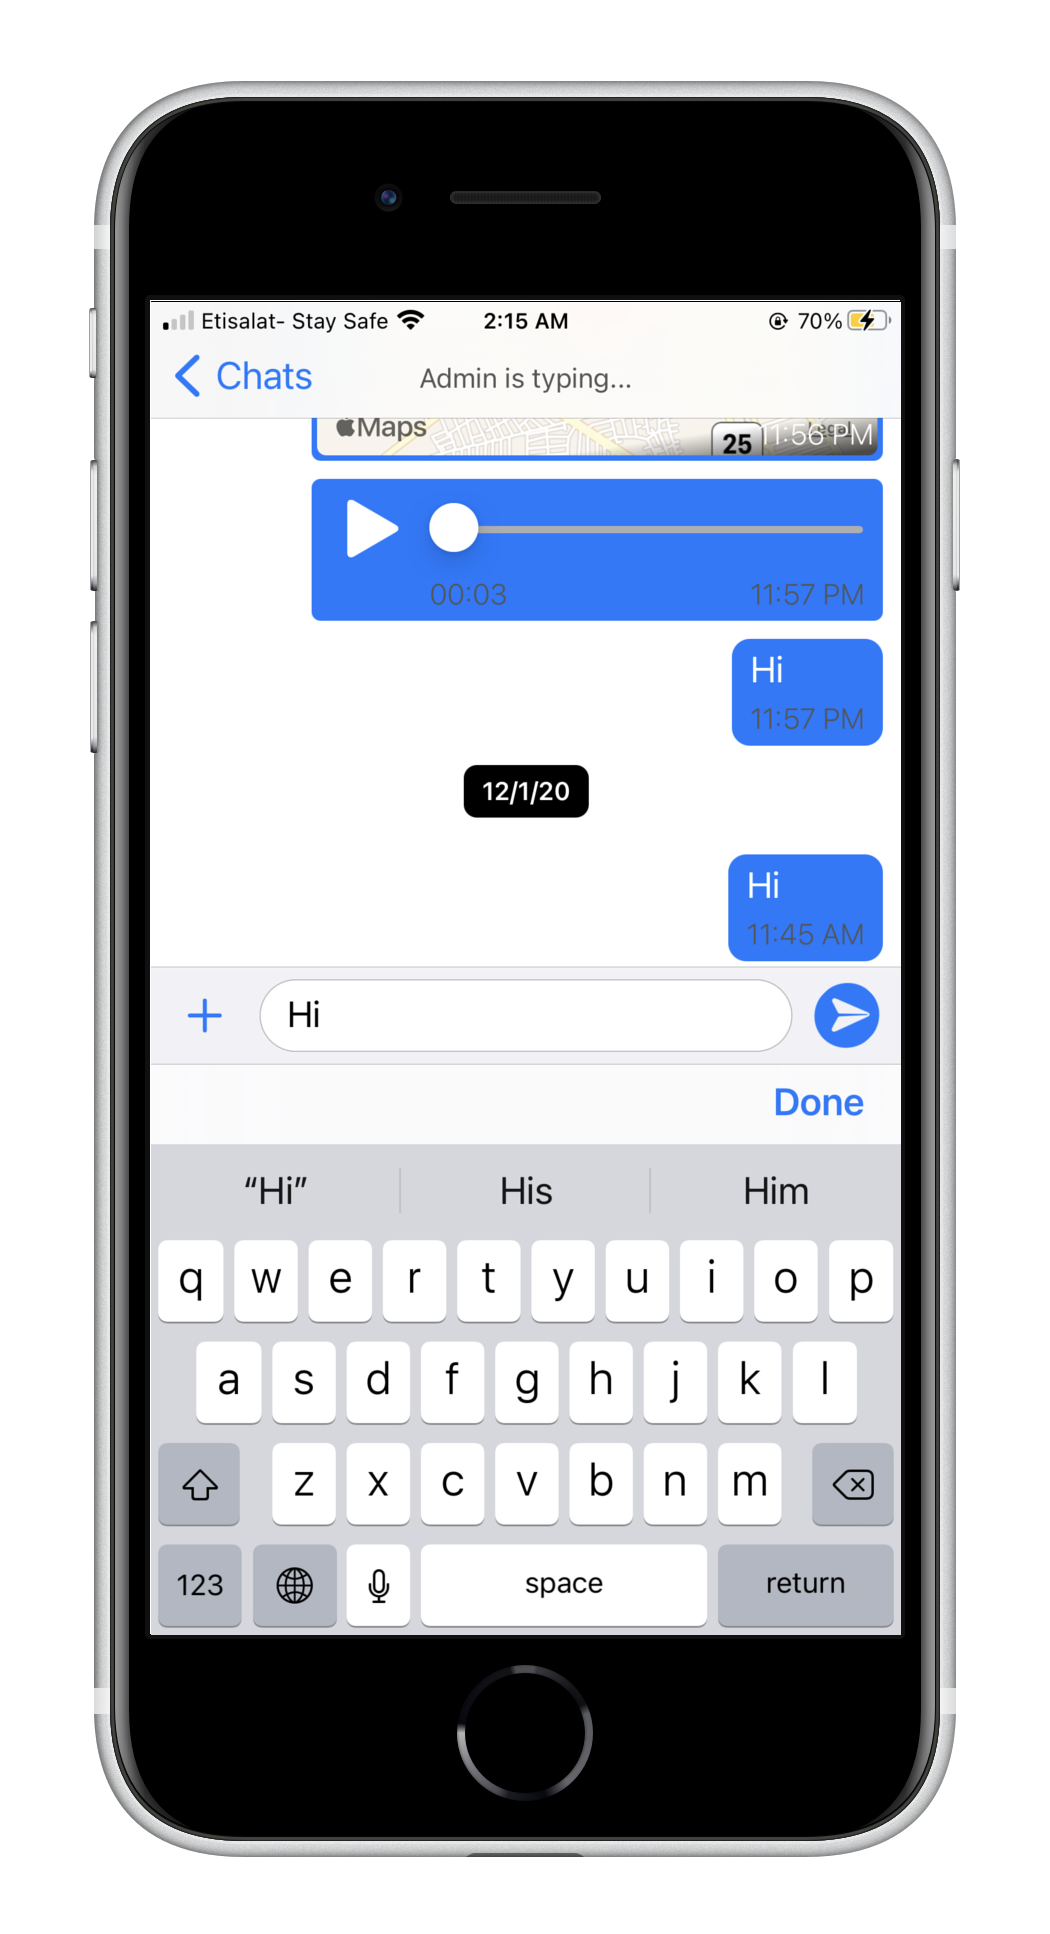 Etisalat- Stay Safe 2:15 AM 70%
Chats Admin is typing...
Maps 25 11:56 PM
00:03 11:57 PM
Hi
11:57 PM
12/1/20
Hi
11:45 AM
Hi
Done
“Hi” His Him
q w e r t y u i o p
a s d f g h j k l
z x c v b n m
123 space return